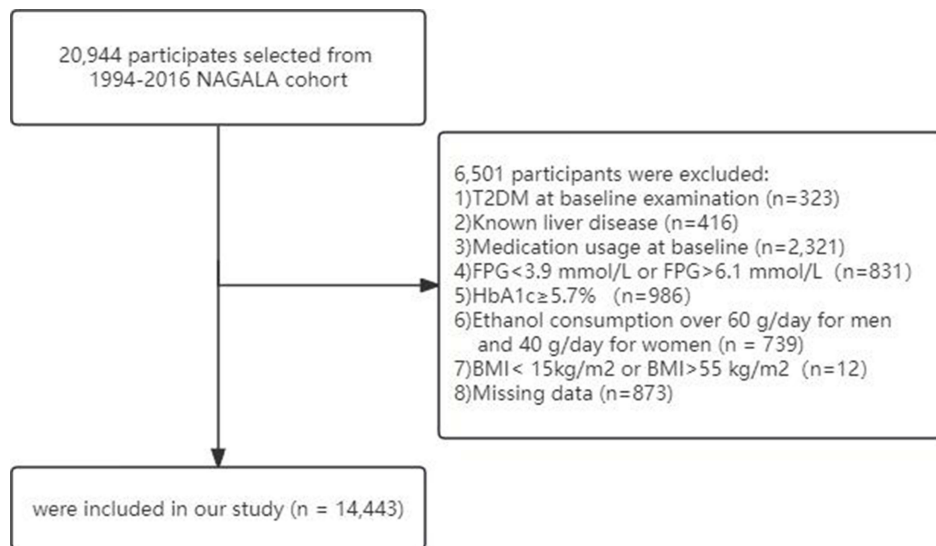 20,944 participates selected from
1994-2016 NAGALA cohort
6,501 participants were excluded:
1)T2DM at baseline examination (n=323)
2)Known liver disease (n=416)
3)Medication usage at baseline (n=2,321)
4)FPG<3.9 mmol/L or FPG>6.1 mmol/L (n=831)
5)HbA1c≥5.7% (n=986)
6)Ethanol consumption over 60 g/day for men
and 40 g/day for women (n = 739)
7)BMI< 15kg/m2 or BMI>55 kg/m2 (n=12)
8)Missing data (n=873)
were included in our study (n = 14,443)